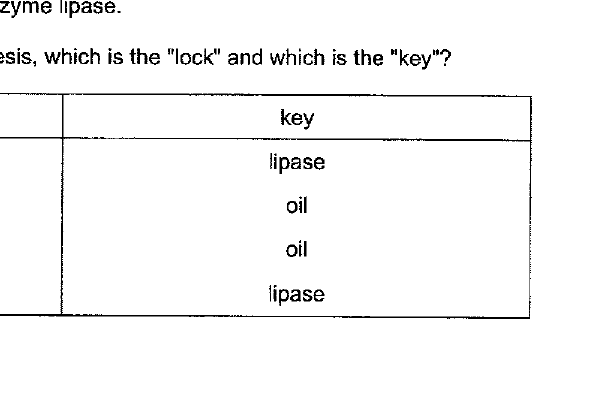 zyme lipase.
esis, which is the "lock" and which is the "key"?
key
lipase
oil
oil
lipase